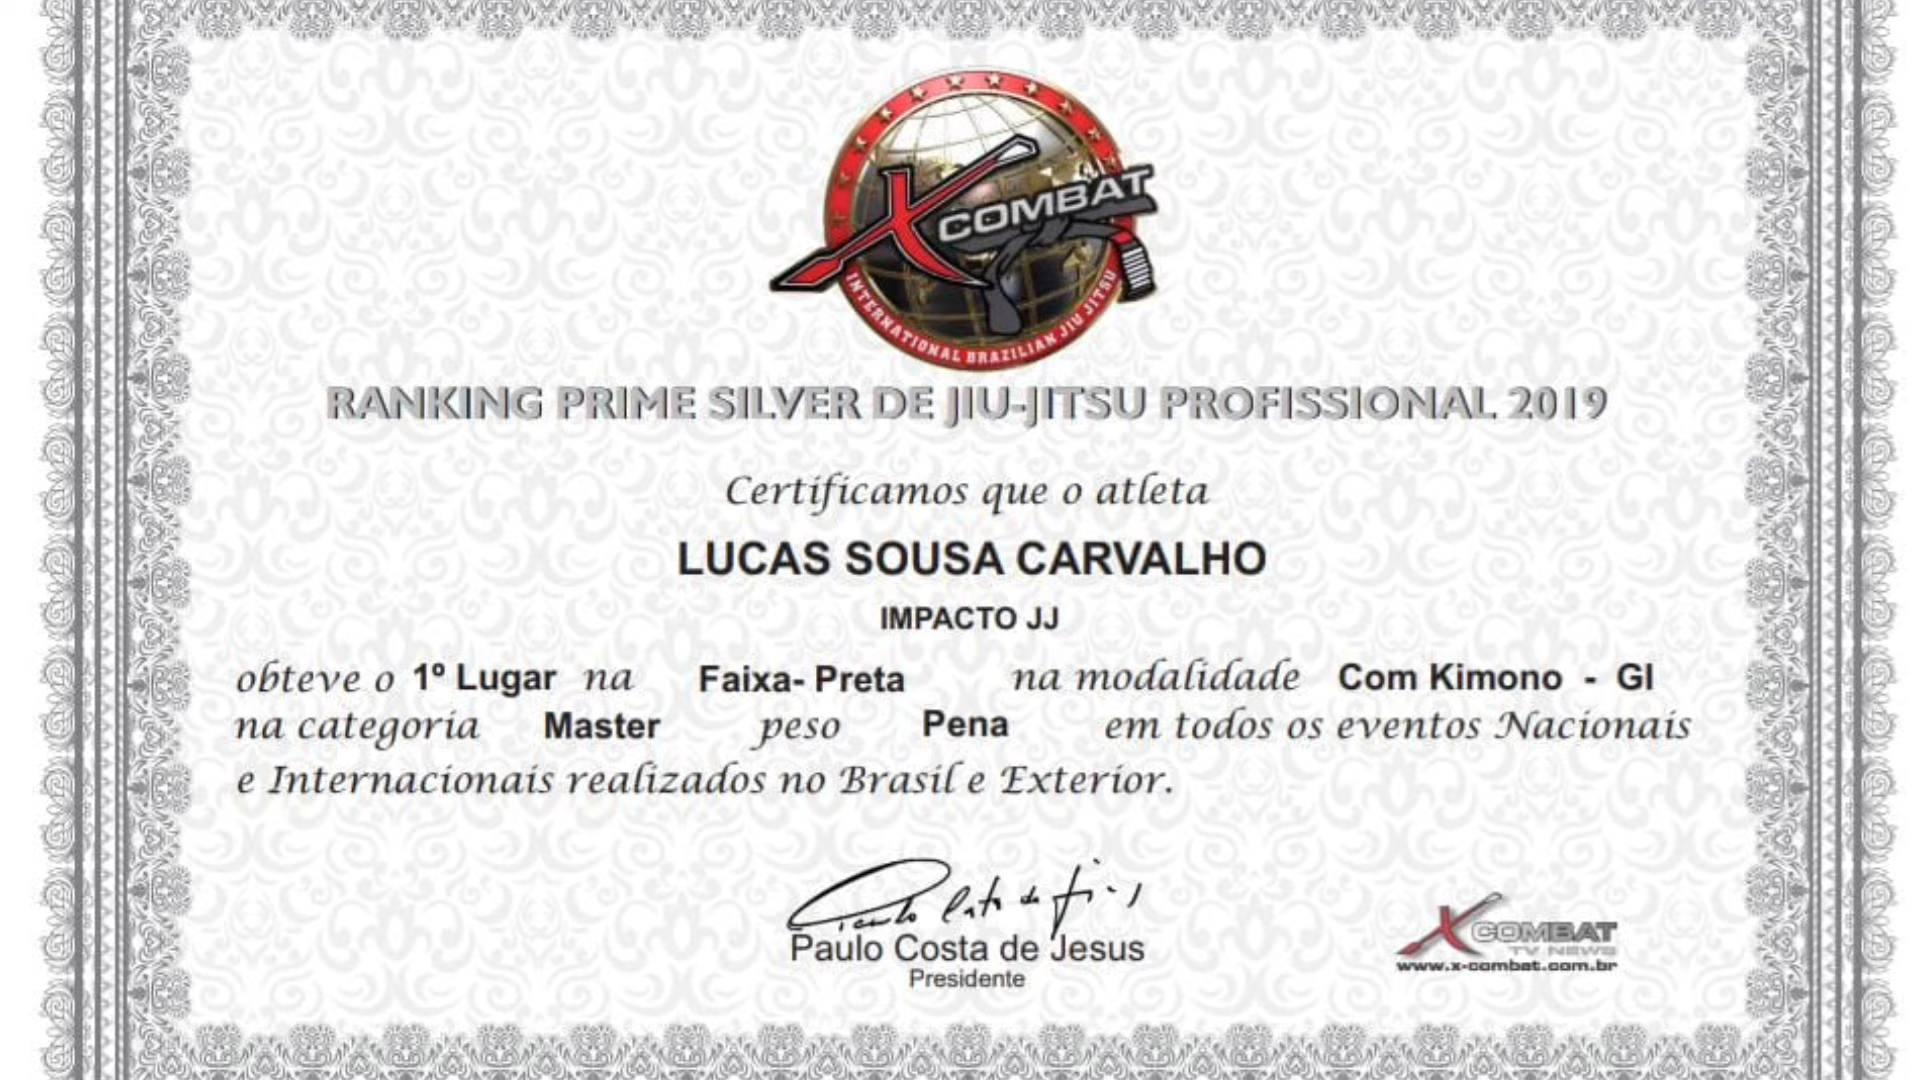 X COMBAT
INTERNATIONAL BRAZILIAN JIU JITSU
RANKING PRIME SILVER DE JIU-JITSU PROFISSIONAL 2019
Certificamos que o atleta
LUCAS SOUSA CARVALHO
IMPACTO JJ
obteve o 1º Lugar na Faixa- Preta na modalidade Com Kimono - GI
na categoria Master peso Pena em todos os eventos Nacionais
e Internacionais realizados no Brasil e Exterior.
Paulo Costa de Jesus
Presidente
X COMBAT
TV NEWS
www.x-combat.com.br